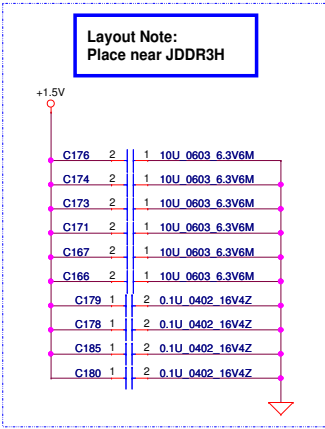 Layout Note:
Place near JDDR3H
+1.5V
C176 2 1 10U_0603_6.3V6M
C174 2 1 10U_0603_6.3V6M
C173 2 1 10U_0603_6.3V6M
C171 2 1 10U_0603_6.3V6M
C167 2 1 10U_0603_6.3V6M
C166 2 1 10U_0603_6.3V6M
C179 1 2 0.1U_0402_16V4Z
C178 1 2 0.1U_0402_16V4Z
C185 1 2 0.1U_0402_16V4Z
C180 1 2 0.1U_0402_16V4Z